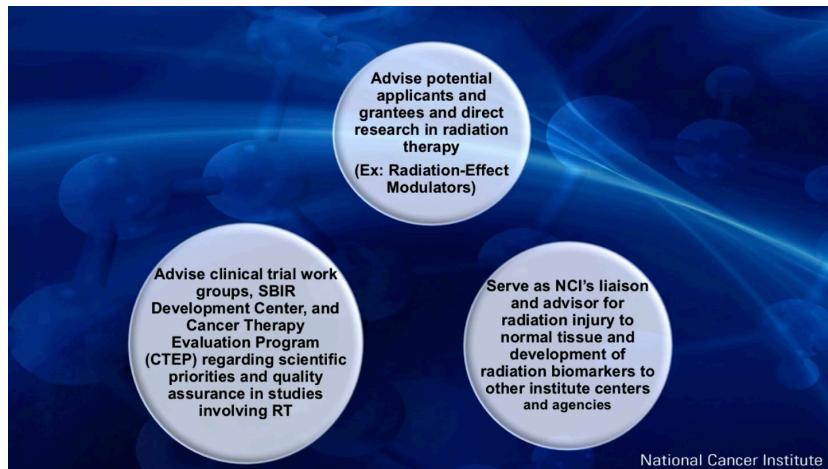 Advise potential
applicants and
grantees and direct
research in radiation
therapy
(Ex: Radiation-Effect
Modulators)
Advise clinical trial work
groups, SBIR
Development Center, and
Cancer Therapy
Evaluation Program
(CTEP) regarding scientific
priorities and quality
assurance in studies
involving RT
Serve as NCI’s liaison
and advisor for
radiation injury to
normal tissue and
development of
radiation biomarkers to
other institute centers
and agencies
National Cancer Institute